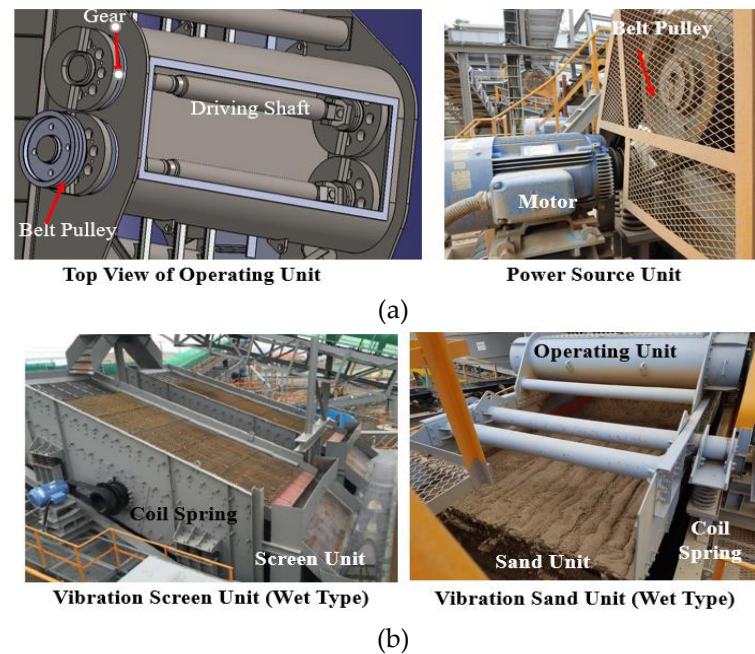 Gear
Driving Shaft
Belt Pulley
Top View of Operating Unit
Belt Pulley
Motor
Power Source Unit
(a)
Coil Spring
Screen Unit
Vibration Screen Unit (Wet Type)
Operating Unit
Coil
Spring
Sand Unit
Vibration Sand Unit (Wet Type)
(b)